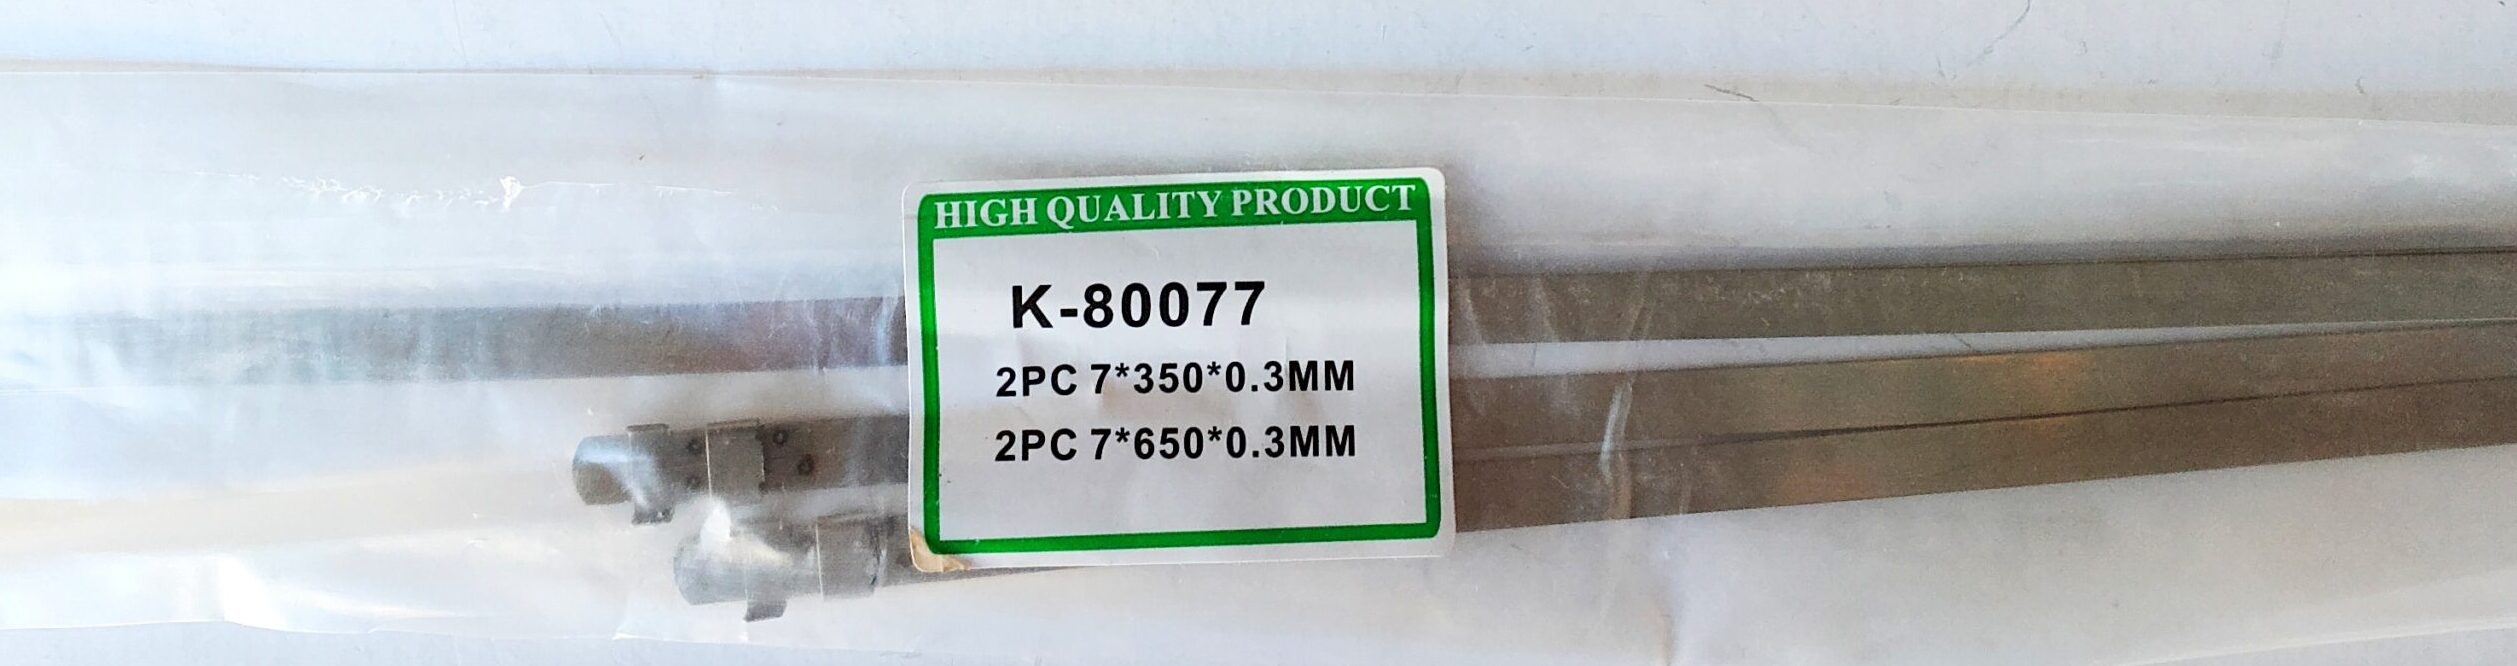 HIGH QUALITY PRODUCT
K-80077
2PC 7*350*0.3MM
2PC 7*650*0.3MM